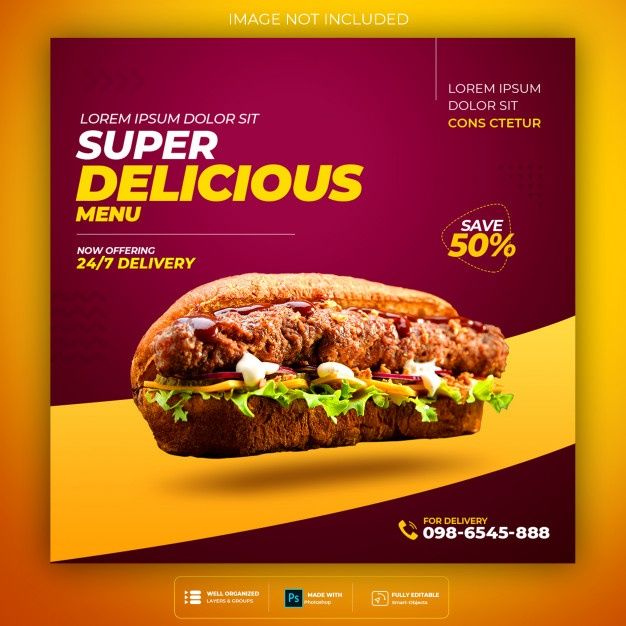 IMAGE NOT INCLUDED
LOREM IPSUM
DOLOR SIT
CONS CTETUR
LOREM IPSUM DOLOR SIT
SUPER
DELICIOUS
MENU
NOW OFFERING
24/7 DELIVERY
SAVE
50%
FOR DELIVERY
098-6545-888
WELL ORGANIZED
LAYERS & GROUPS
Ps
MADE WITH
Photoshop
FULLY EDITABLE
Smart-Objects